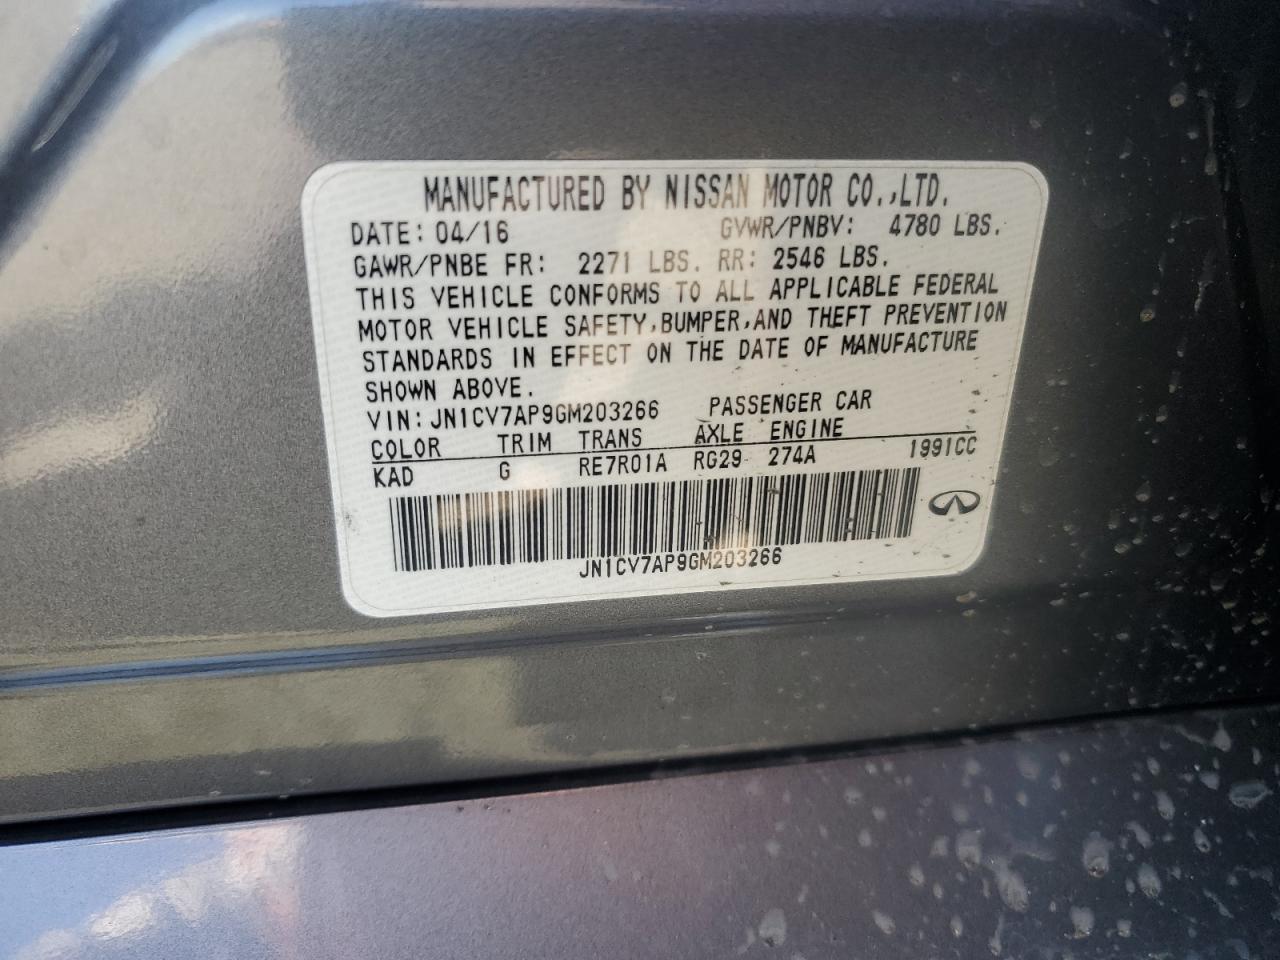 MANUFACTURED BY NISSAN MOTOR CO.,LTD.
DATE: 04/16 GVWR/PNBV: 4780 LBS.
GAWR/PNBE FR: 2271 LBS. RR: 2546 LBS.
THIS VEHICLE CONFORMS TO ALL APPLICABLE FEDERAL
MOTOR VEHICLE SAFETY,BUMPER,AND THEFT PREVENTION
STANDARDS IN EFFECT ON THE DATE OF MANUFACTURE
SHOWN ABOVE.
VIN: JN1CV7AP9GM203266 PASSENGER CAR
COLOR TRIM TRANS AXLE ENGINE
KAD G RE7R01A RG29 274A 1991CC
JN1CV7AP9GM203266